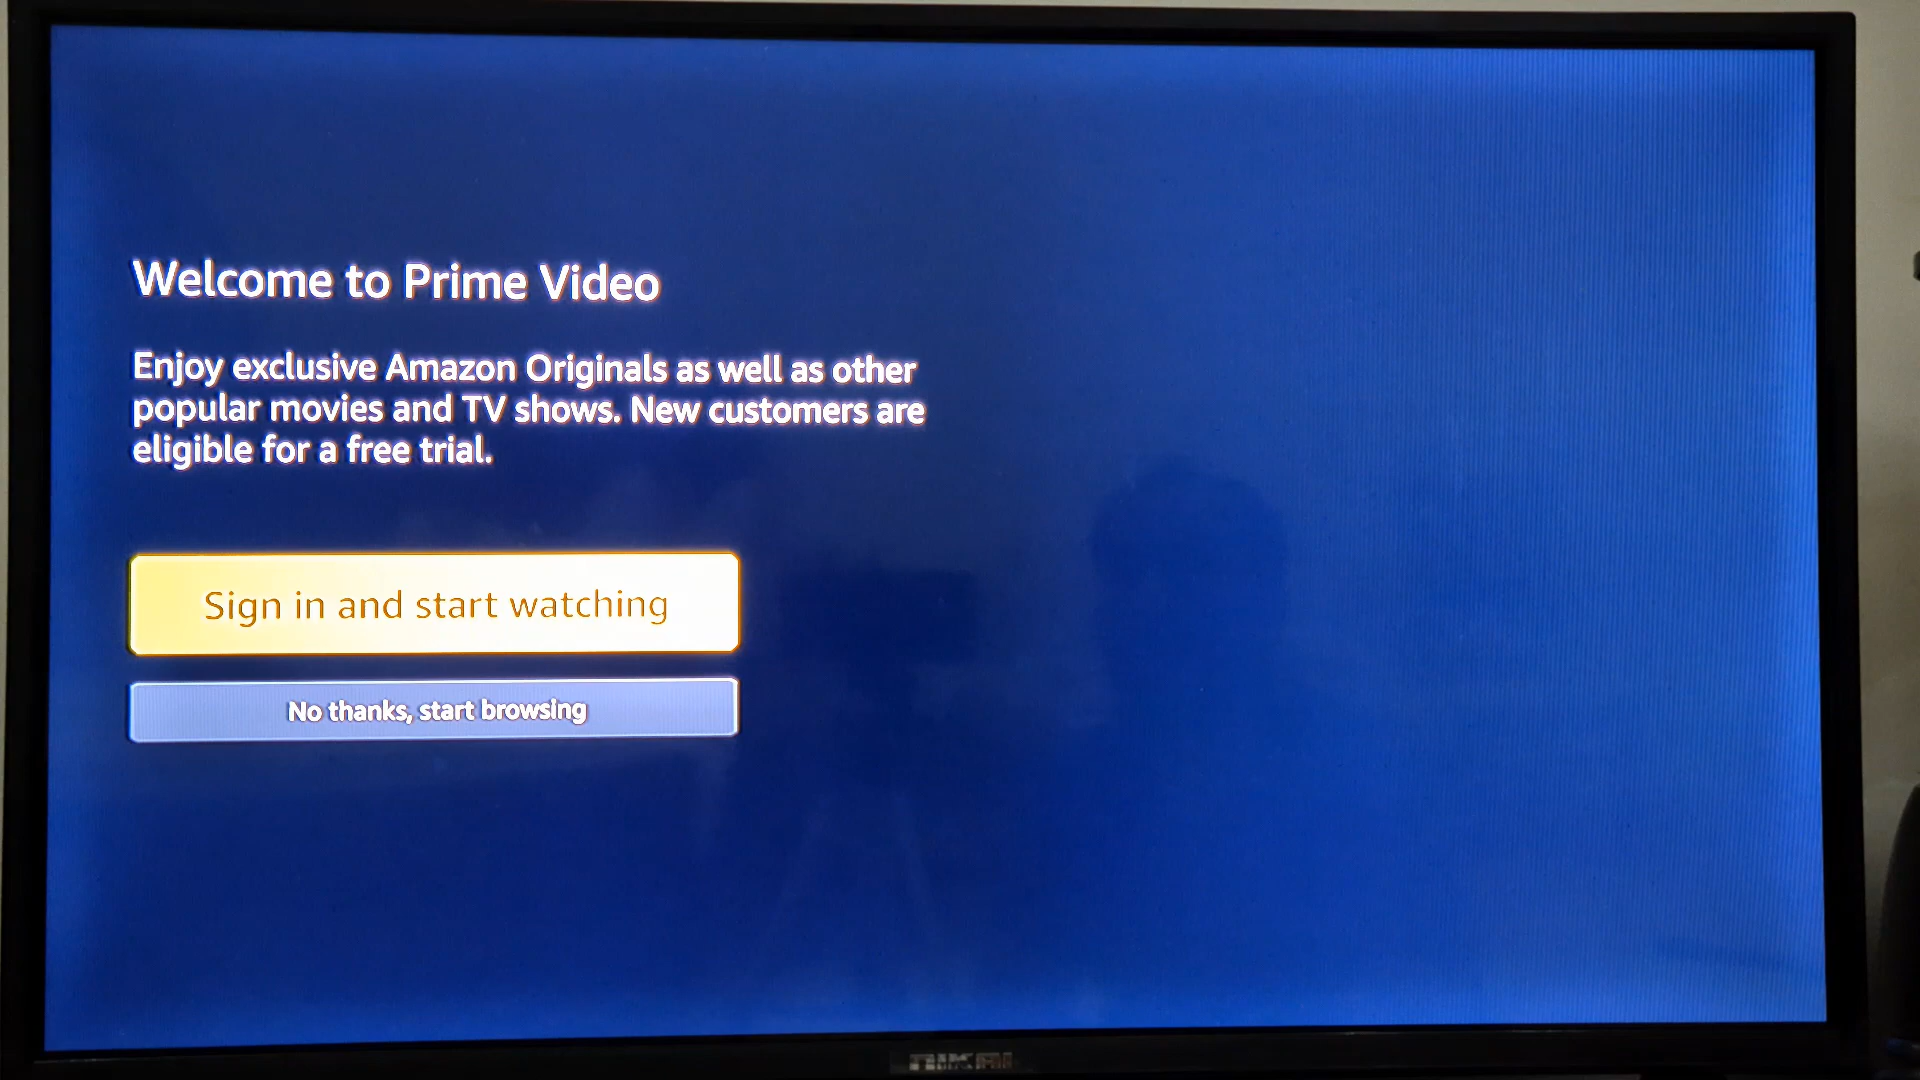 Welcome to Prime Video
Enjoy exclusive Amazon Originals as well as other
popular movies and TV shows. New customers are
eligible for a free trial.
Sign in and start watching
No thanks, start browsing
NIKAI